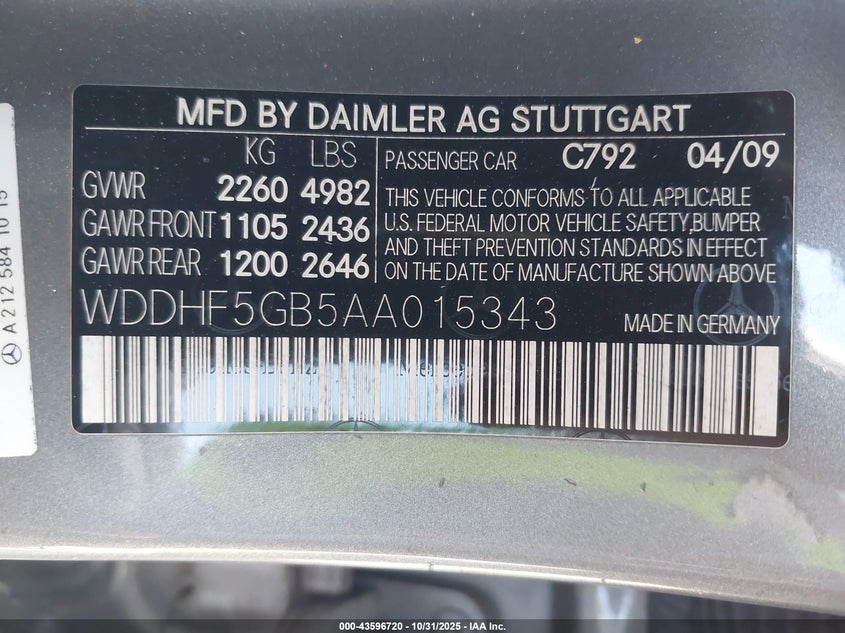 MFD BY DAIMLER AG STUTTGART
KG LBS
GVWR 2260 4982
GAWR FRONT 1105 2436
GAWR REAR 1200 2646
PASSENGER CAR C792 04/09
THIS VEHICLE CONFORMS TO ALL APPLICABLE
U.S. FEDERAL MOTOR VEHICLE SAFETY,BUMPER
AND THEFT PREVENTION STANDARDS IN EFFECT
ON THE DATE OF MANUFACTURE SHOWN ABOVE
WDDHF5GB5AA015343
MADE IN GERMANY
A 212 584 10 15
000-43596720 | 10/31/2025 - IAA Inc.